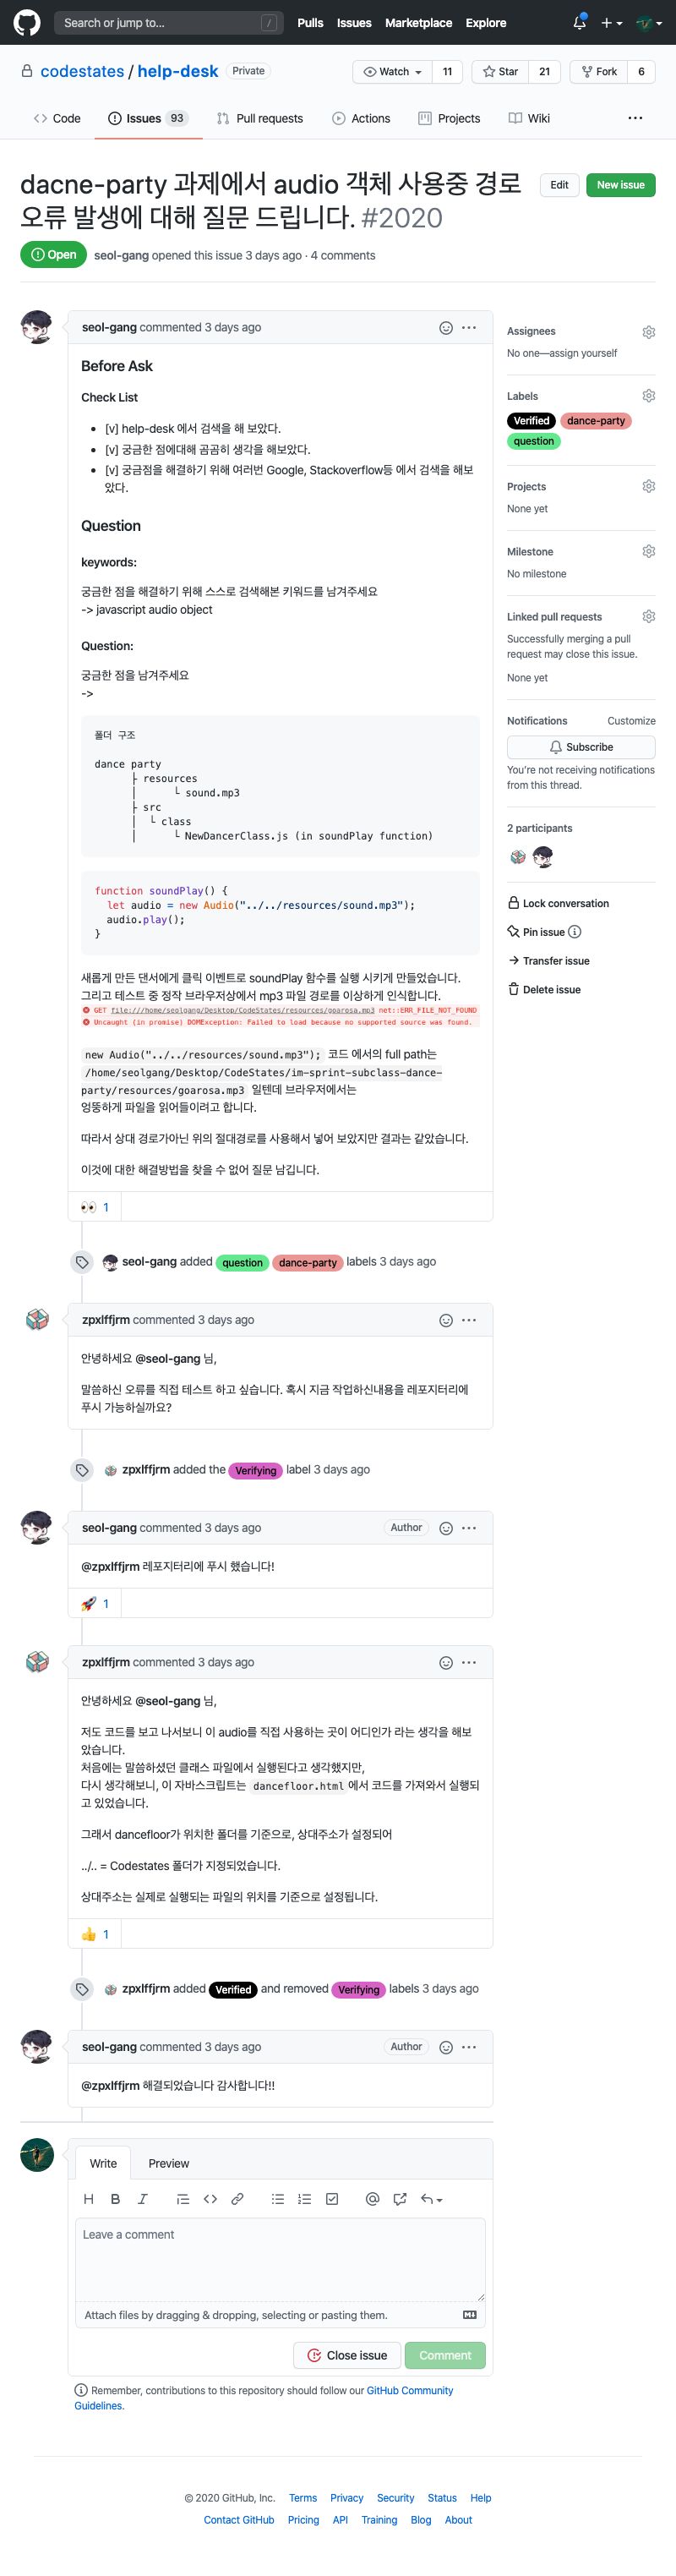 Search or jump to... /
Pulls Issues Marketplace Explore
codestates / help-desk Private
Watch 11 Star 21 Fork 6
Code Issues 93 Pull requests Actions Projects Wiki ...
dacne-party 과제에서 audio 객체 사용중 경로
오류 발생에 대해 질문 드립니다. #2020
Edit New issue
Open seol-gang opened this issue 3 days ago · 4 comments
seol-gang commented 3 days ago
Before Ask
Check List
[v] help-desk 에서 검색을 해 보았다.
[v] 궁금한 점에대해 곰곰히 생각을 해보았다.
[v] 궁금점을 해결하기 위해 여러번 Google, Stackoverflow등 에서 검색을 해보
았다.
Question
keywords:
궁금한 점을 해결하기 위해 스스로 검색해본 키워드를 남겨주세요
-> javascript audio object
Question:
궁금한 점을 남겨주세요
->
폴더 구조
dance party
├ resources
│ └ sound.mp3
├ src
│ └ class
│ └ NewDancerClass.js (in soundPlay function)
function soundPlay() {
let audio = new Audio("../../resources/sound.mp3");
audio.play();
}
새롭게 만든 댄서에게 클릭 이벤트로 soundPlay 함수를 실행 시키게 만들었습니다.
그리고 테스트 중 정작 브라우저상에서 mp3 파일 경로를 이상하게 인식합니다.
GET file:///home/seolgang/Desktop/CodeStates/resources/goarosa.mp3 net::ERR_FILE_NOT_FOUND
Uncaught (in promise) DOMException: Failed to load because no supported source was found.
new Audio("../../resources/sound.mp3"); 코드 에서의 full path는
/home/seolgang/Desktop/CodeStates/im-sprint-subclass-dance-
party/resources/goarosa.mp3 일텐데 브라우저에서는
엉뚱하게 파일을 읽어들이려고 합니다.
따라서 상대 경로가아닌 위의 절대경로를 사용해서 넣어 보았지만 결과는 같았습니다.
이것에 대한 해결방법을 찾을 수 없어 질문 남깁니다.
👀 1
seol-gang added question dance-party labels 3 days ago
zpxlffjrm commented 3 days ago
안녕하세요 @seol-gang 님,
말씀하신 오류를 직접 테스트 하고 싶습니다. 혹시 지금 작업하신내용을 레포지터리에
푸시 가능하실까요?
zpxlffjrm added the Verifying label 3 days ago
seol-gang commented 3 days ago Author
@zpxlffjrm 레포지터리에 푸시 했습니다!
🚀 1
zpxlffjrm commented 3 days ago
안녕하세요 @seol-gang 님,
저도 코드를 보고 나서보니 이 audio를 직접 사용하는 곳이 어디인가 라는 생각을 해보
았습니다.
처음에는 말씀하셨던 클래스 파일에서 실행된다고 생각했지만,
다시 생각해보니, 이 자바스크립트는 dancefloor.html 에서 코드를 가져와서 실행되
고 있었습니다.
그래서 dancefloor가 위치한 폴더를 기준으로, 상대주소가 설정되어
../.. = Codestates 폴더가 지정되었습니다.
상대주소는 실제로 실행되는 파일의 위치를 기준으로 설정됩니다.
👍 1
zpxlffjrm added Verified and removed Verifying labels 3 days ago
seol-gang commented 3 days ago Author
@zpxlffjrm 해결되었습니다 감사합니다!!
Write Preview
Leave a comment
Attach files by dragging & dropping, selecting or pasting them.
Close issue Comment
Remember, contributions to this repository should follow our GitHub Community
Guidelines.
Assignees
No one—assign yourself
Labels
Verified dance-party
question
Projects
None yet
Milestone
No milestone
Linked pull requests
Successfully merging a pull
request may close this issue.
None yet
Notifications Customize
Subscribe
You're not receiving notifications
from this thread.
2 participants
Lock conversation
Pin issue
Transfer issue
Delete issue
© 2020 GitHub, Inc. Terms Privacy Security Status Help
Contact GitHub Pricing API Training Blog About